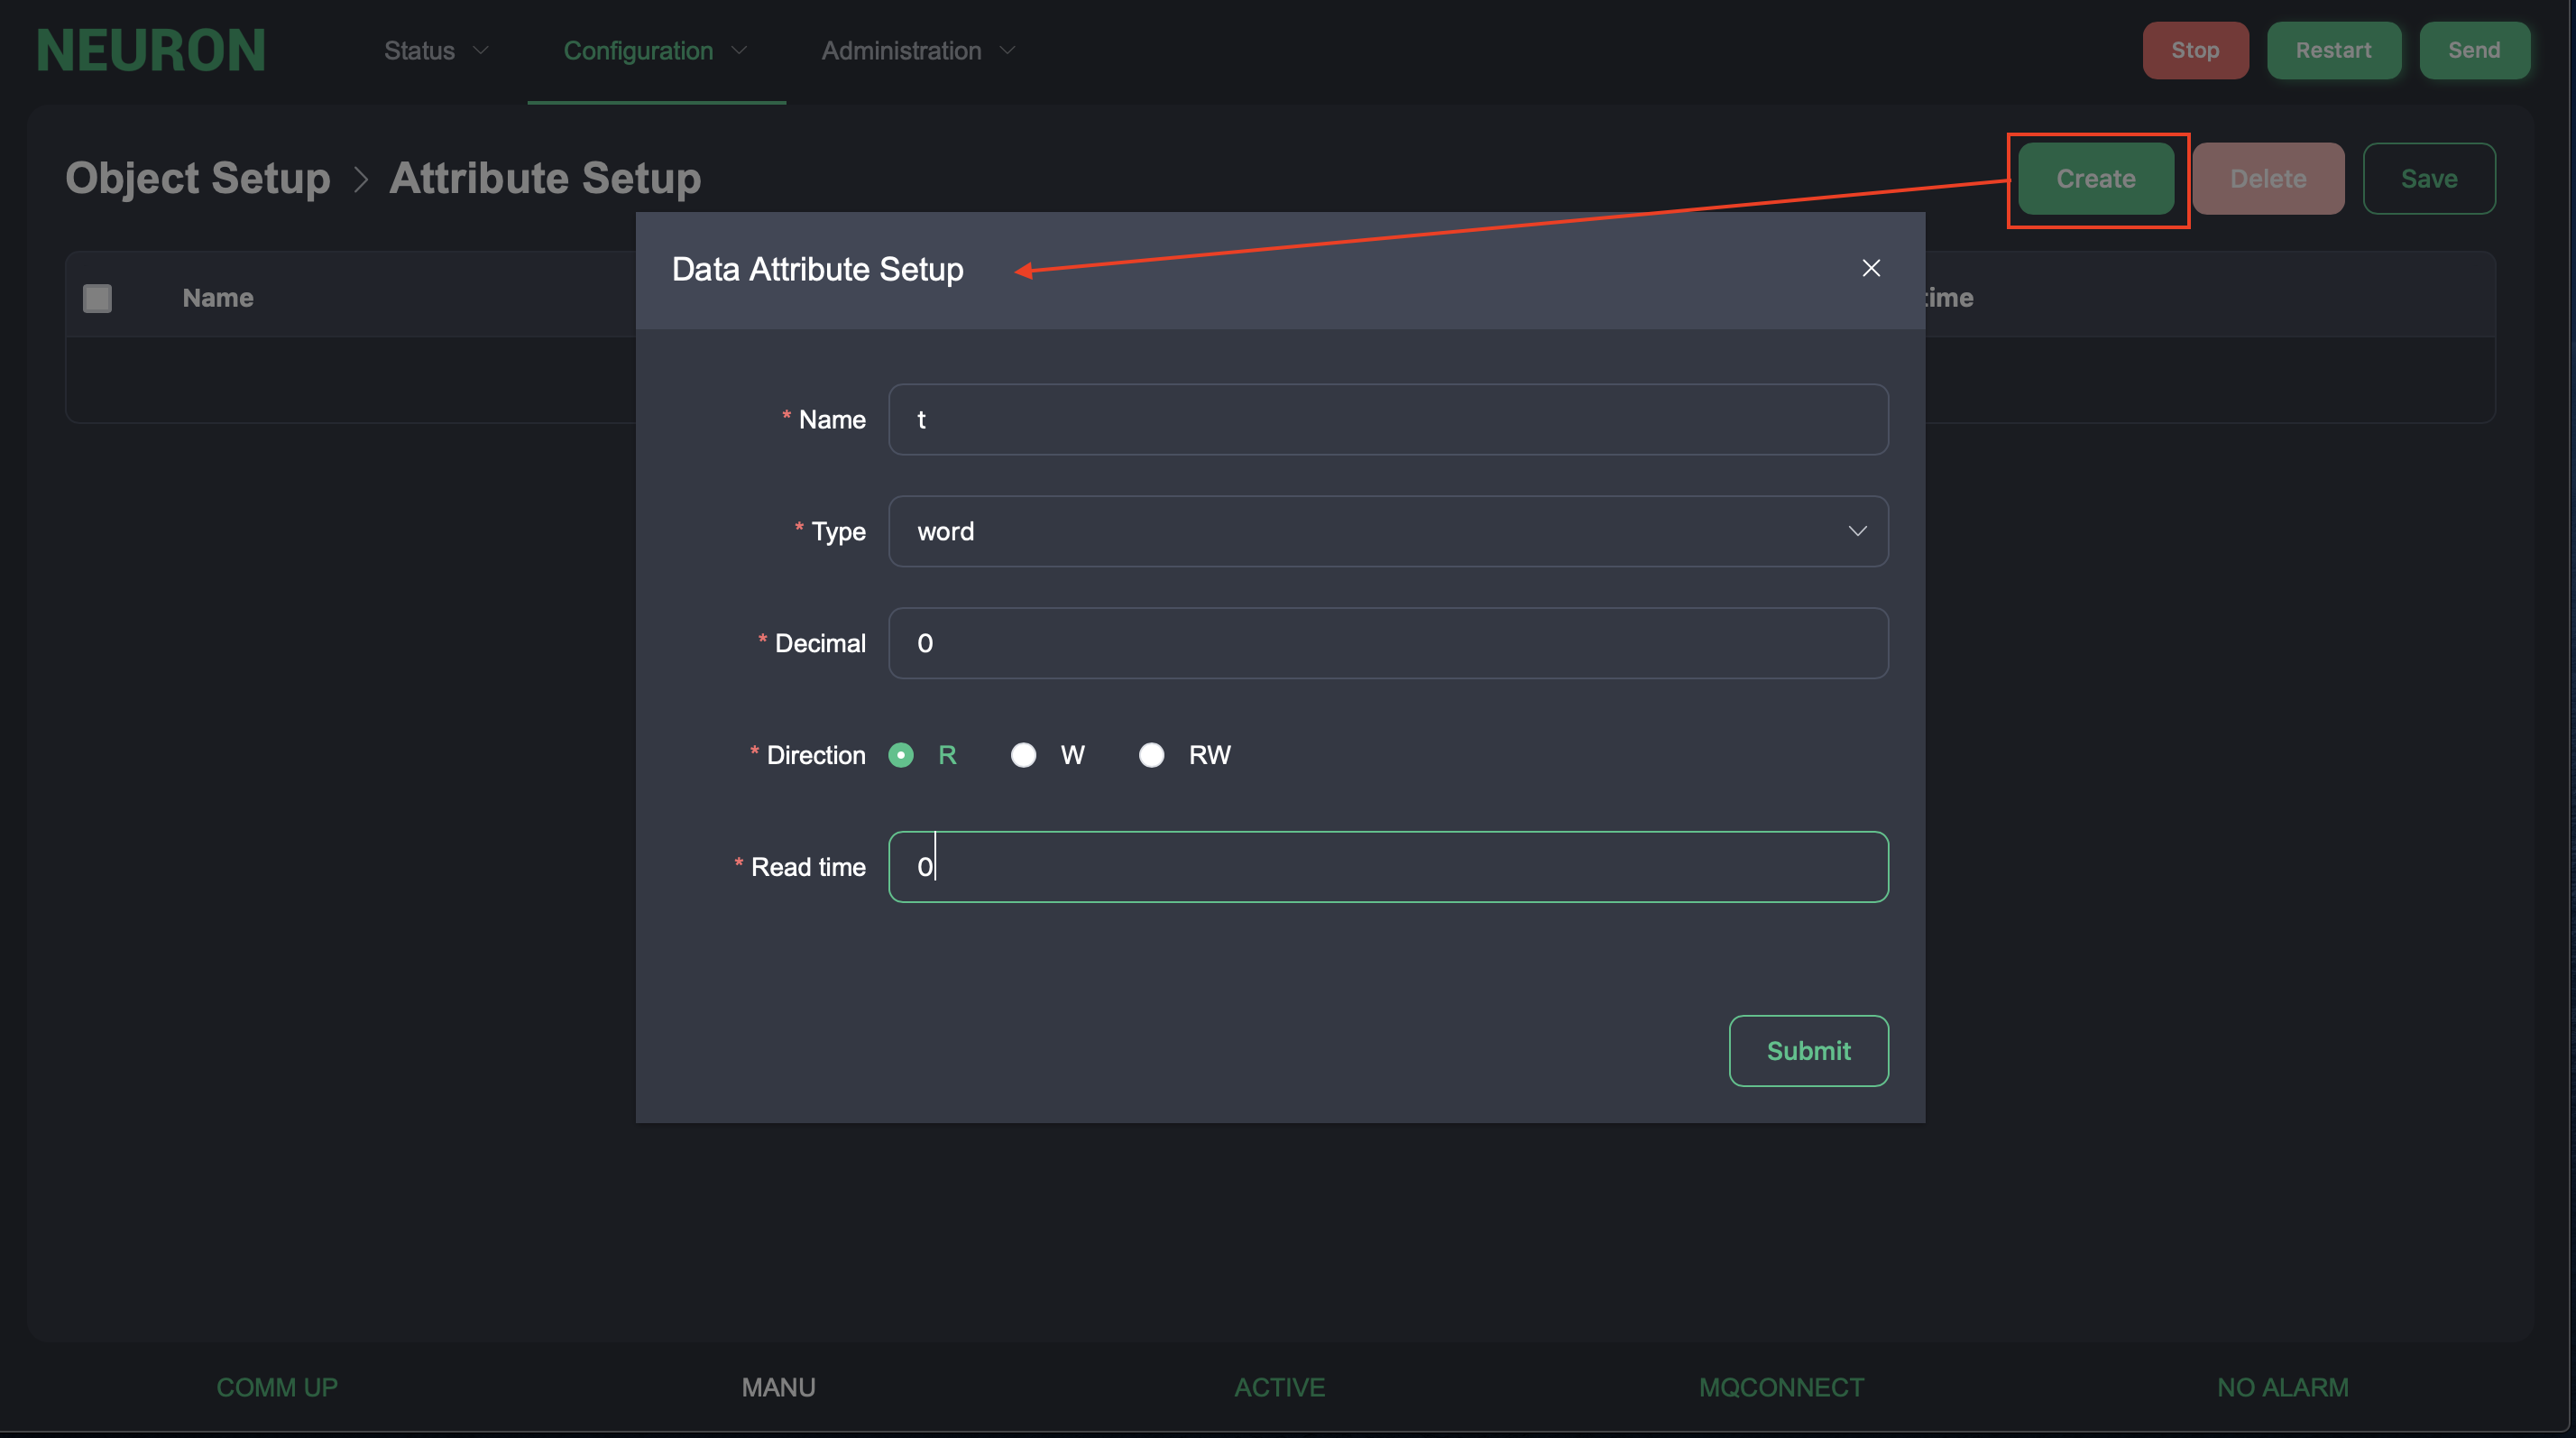 NEURON Status Configuration Administration Stop Restart Send
Object Setup > Attribute Setup Create Delete Save
Data Attribute Setup
Name time
* Name t
* Type word
* Decimal 0
* Direction R W RW
* Read time 0
Submit
COMM UP MANU ACTIVE MQCONNECT NO ALARM